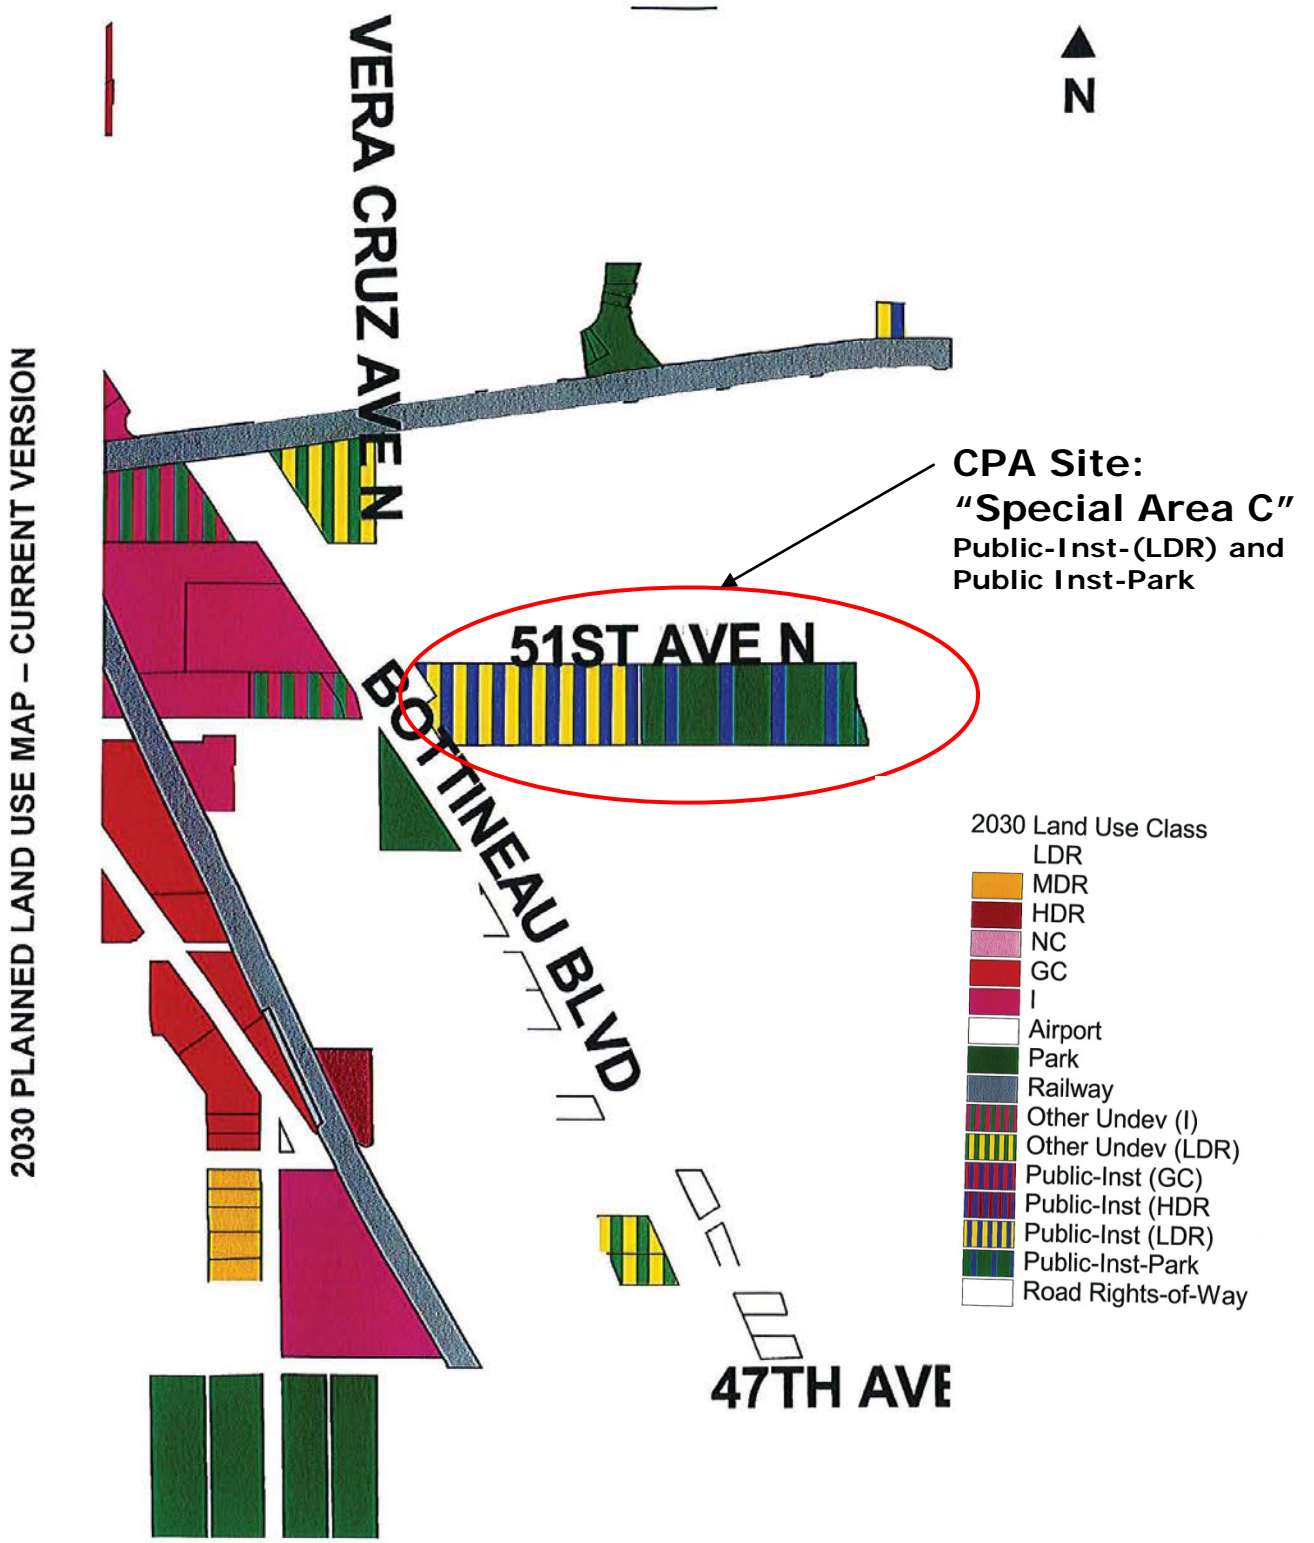 2030 PLANNED LAND USE MAP – CURRENT VERSION
VERA CRUZ AVE N
N
CPA Site:
“Special Area C”
Public-Inst-(LDR) and
Public Inst-Park
51ST AVE N
BOTTINEAU BLVD
47TH AVE
2030 Land Use Class
LDR
MDR
HDR
NC
GC
I
Airport
Park
Railway
Other Undev (I)
Other Undev (LDR)
Public-Inst (GC)
Public-Inst (HDR
Public-Inst (LDR)
Public-Inst-Park
Road Rights-of-Way